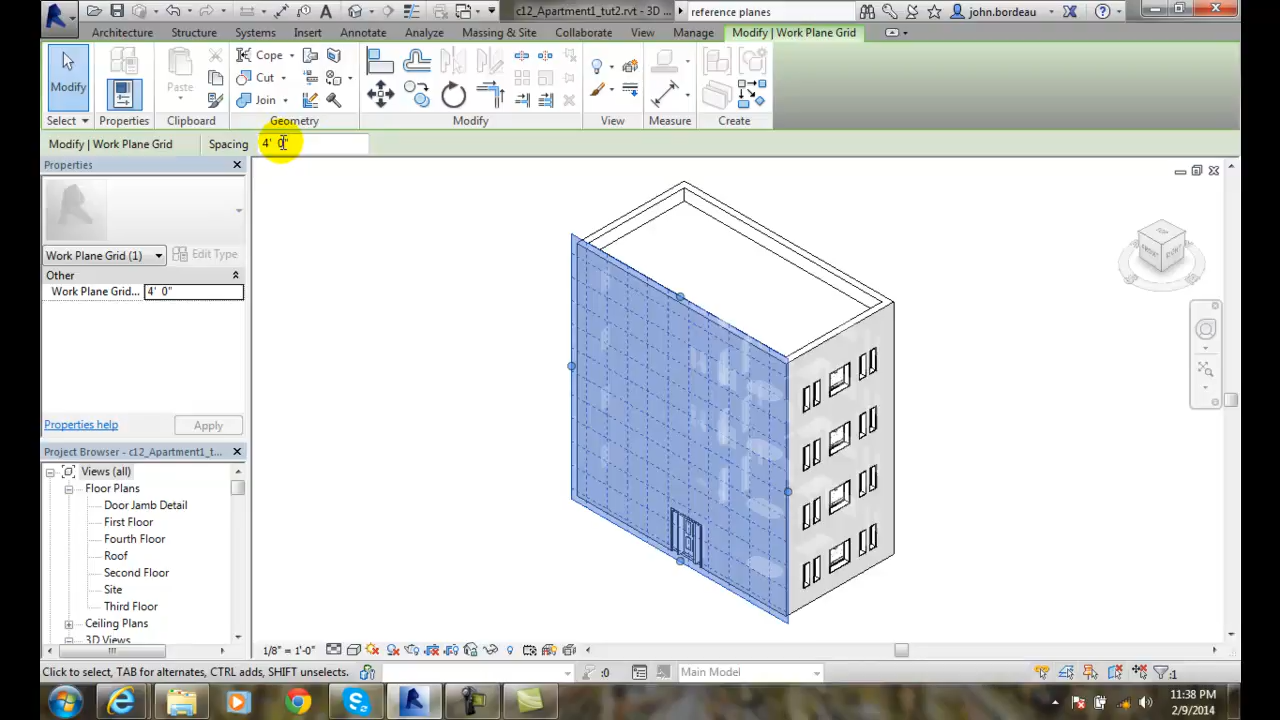 c12_Apartment1_tut2.rvt - 3D ...
reference planes
john.bordeau
Architecture Structure Systems Insert Annotate Analyze Massing & Site Collaborate View Manage Modify | Work Plane Grid
Modify
Paste
Cope
Cut
Join
Select Properties Clipboard Geometry Modify View Measure Create
Modify | Work Plane Grid Spacing 4' 0"
Properties
Work Plane Grid (1) Edit Type
Other
Work Plane Grid... 4' 0"
Properties help Apply
Project Browser - c12_Apartment1_t...
Views (all)
Floor Plans
Door Jamb Detail
First Floor
Fourth Floor
Roof
Second Floor
Site
Third Floor
Ceiling Plans
3D Views
TOP
FRONT
1/8" = 1'-0"
Click to select, TAB for alternates, CTRL adds, SHIFT unselects.
:0
Main Model
:1
11:38 PM
2/9/2014